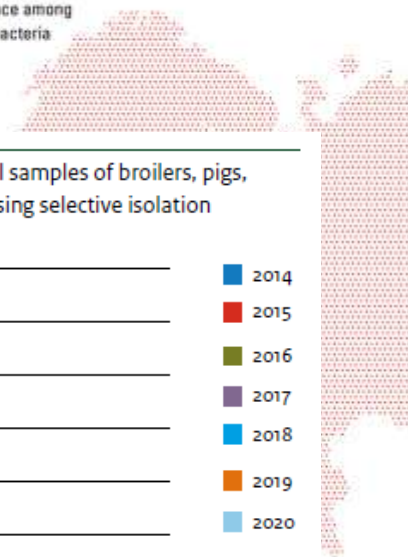 ce among
acteria
l samples of broilers, pigs,
sing selective isolation
2014
2015
2016
2017
2018
2019
2020